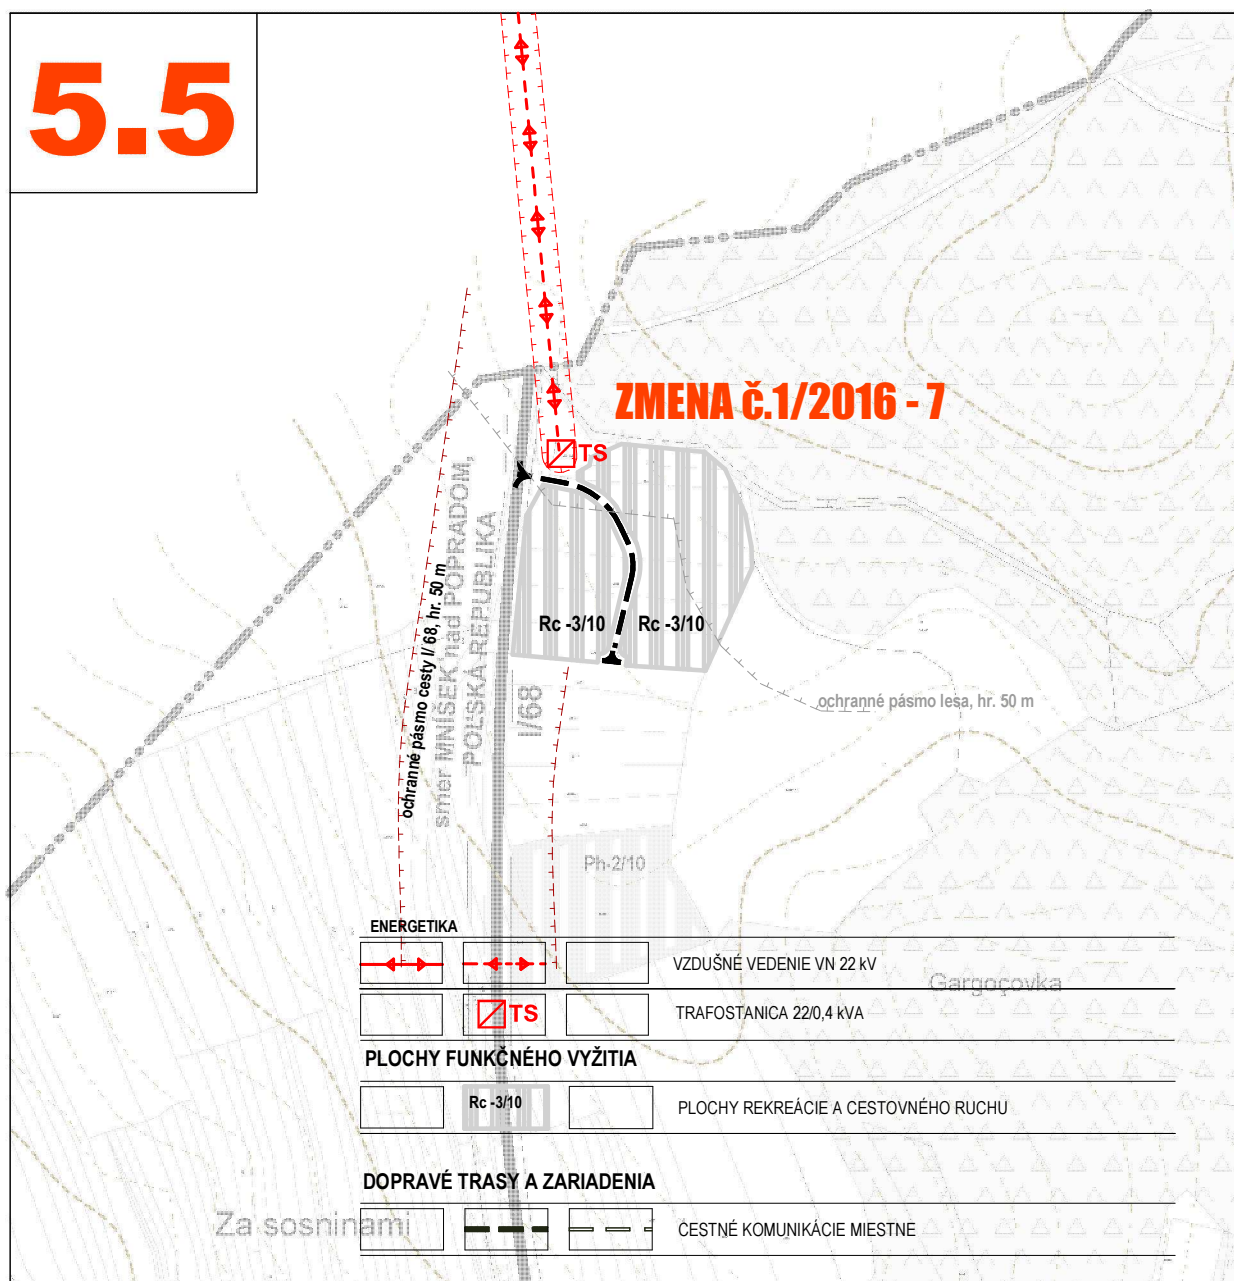 5.5
ZMENA č.1/2016 - 7
TS
ochranné pásmo cesty I/ 68, hr. 50 m
smer MNÍŠEK nad POPRADOM,
POĽSKÁ REPUBLIKA
I/68
Rc -3/10
Rc -3/10
ochranné pásmo lesa, hr. 50 m
Ph-2/10
Gargočovka
Za sosninami
ENERGETIKA
VZDUŠNÉ VEDENIE VN 22 kV
TS
TRAFOSTANICA 22/0,4 kVA
PLOCHY FUNKČNÉHO VYŽITIA
Rc -3/10
PLOCHY REKREÁCIE A CESTOVNÉHO RUCHU
DOPRAVÉ TRASY A ZARIADENIA
CESTNÉ KOMUNIKÁCIE MIESTNE